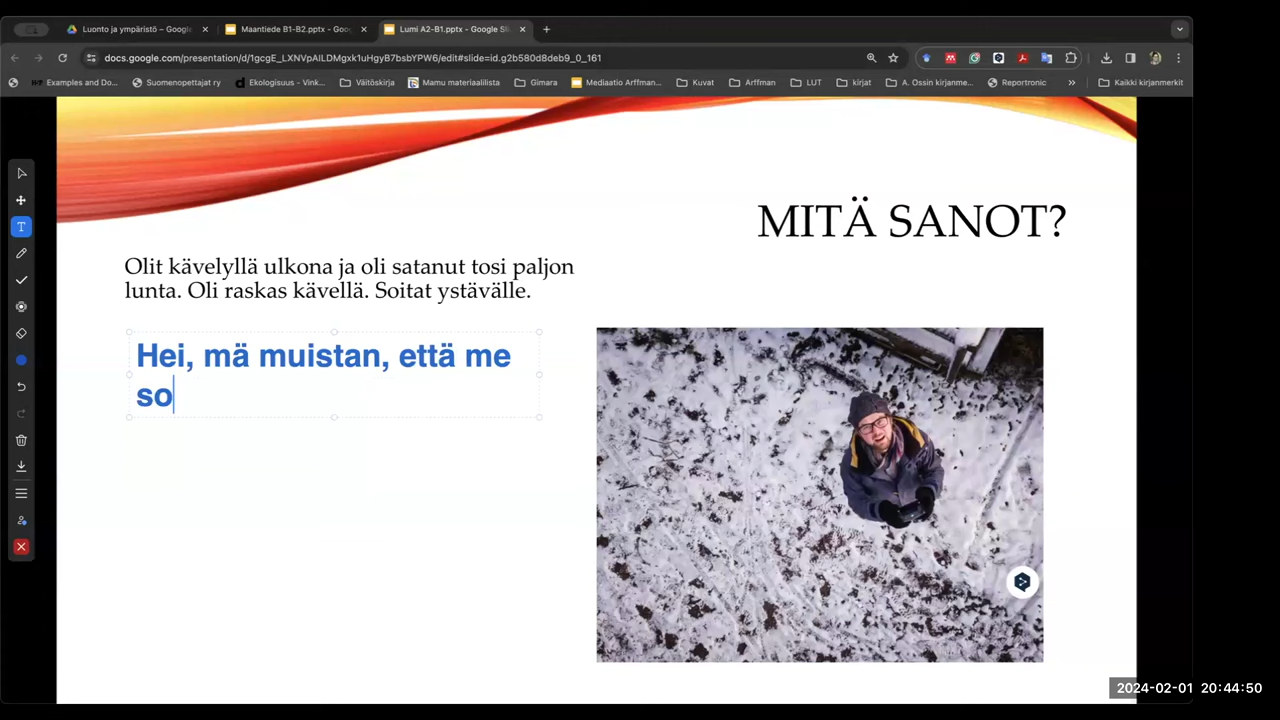 Luonto ja ympäristö – Google
Maantiede B1-B2.pptx - Goog
Lumi A2-B1.pptx - Google Sli
docs.google.com/presentation/d/1gcgE_LXNVpAILDMgxk1uHgyB7bsbYPW6/edit#slide=id.g2b580d8deb9_0_161
Examples and Do...
Suomenopettajat ry
Ekologisuus - Vink...
Väitöskirja
Mamu materiaalilista
Gimara
Mediaatio Arffman...
Kuvat
Arffman
LUT
kirjat
A. Ossin kirjanme...
Reportronic
»
Kaikki kirjanmerkit
MITÄ SANOT?
Olit kävelyllä ulkona ja oli satanut tosi paljon
lunta. Oli raskas kävellä. Soitat ystävälle.
Hei, mä muistan, että me
so
2024-02-01 20:44:50